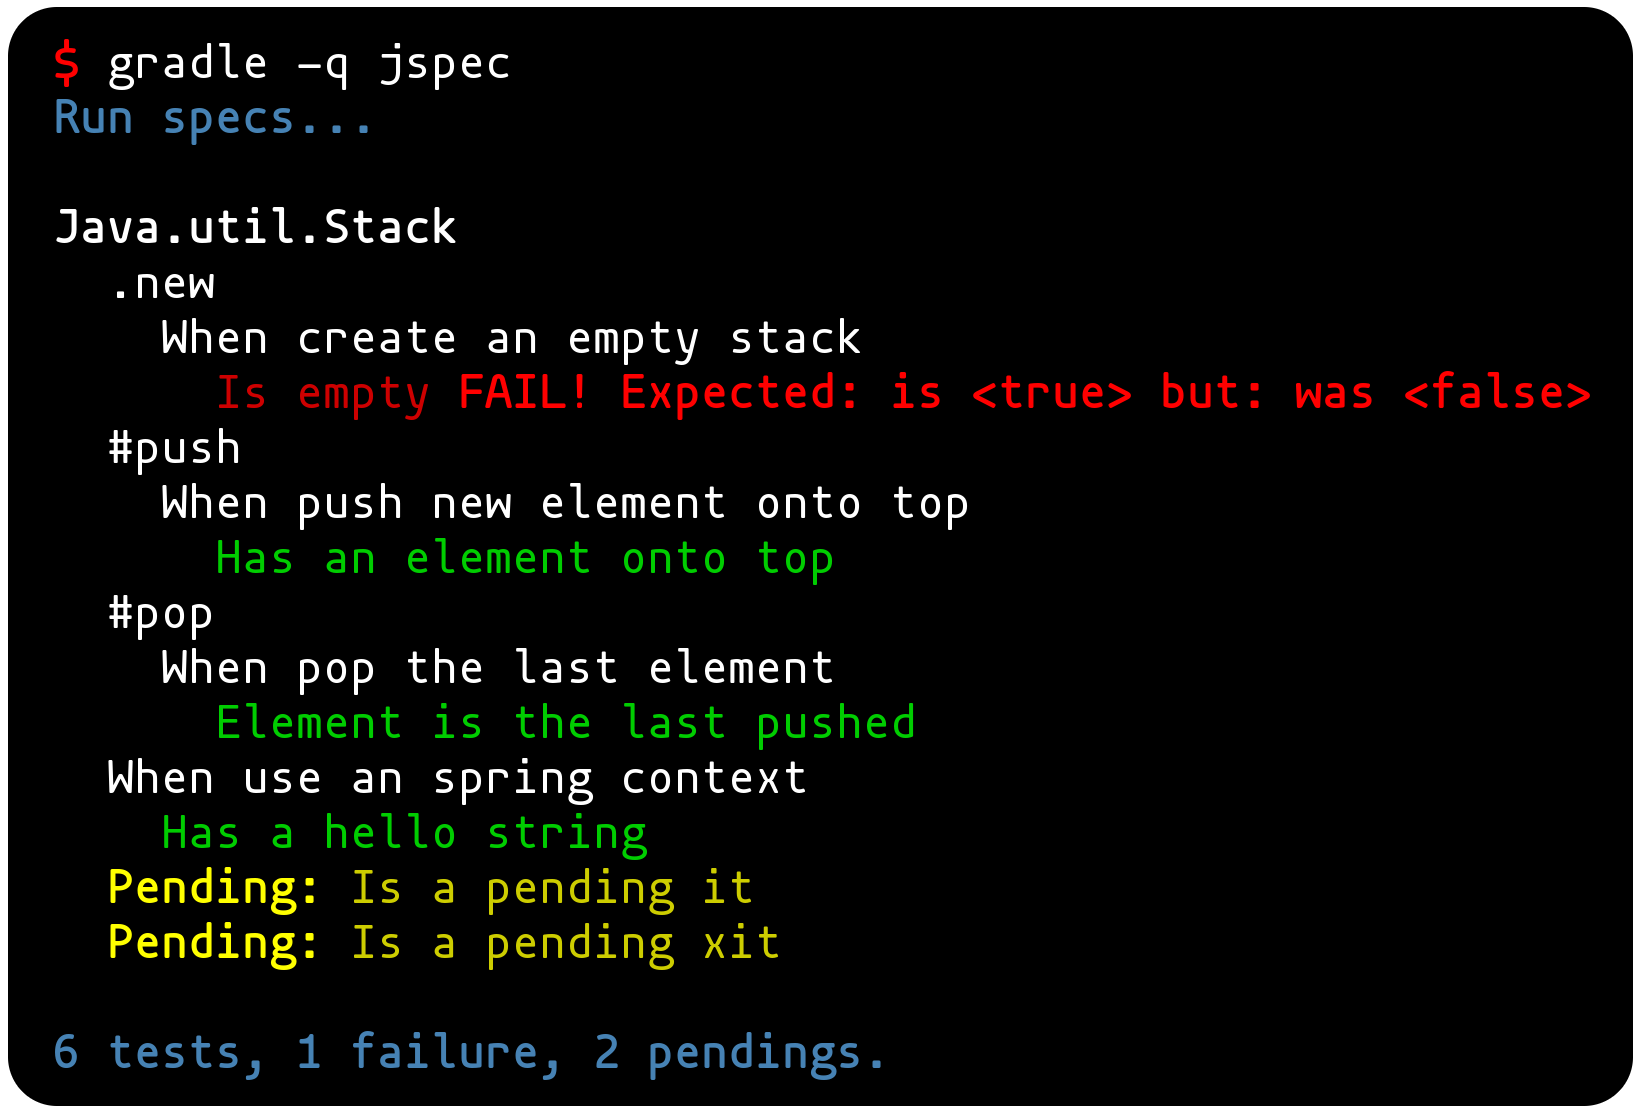 $ gradle -q jspec
Run specs...
Java.util.Stack
.new
When create an empty stack
Is empty FAIL! Expected: is <true> but: was <false>
#push
When push new element onto top
Has an element onto top
#pop
When pop the last element
Element is the last pushed
When use an spring context
Has a hello string
Pending: Is a pending it
Pending: Is a pending xit
6 tests, 1 failure, 2 pendings.